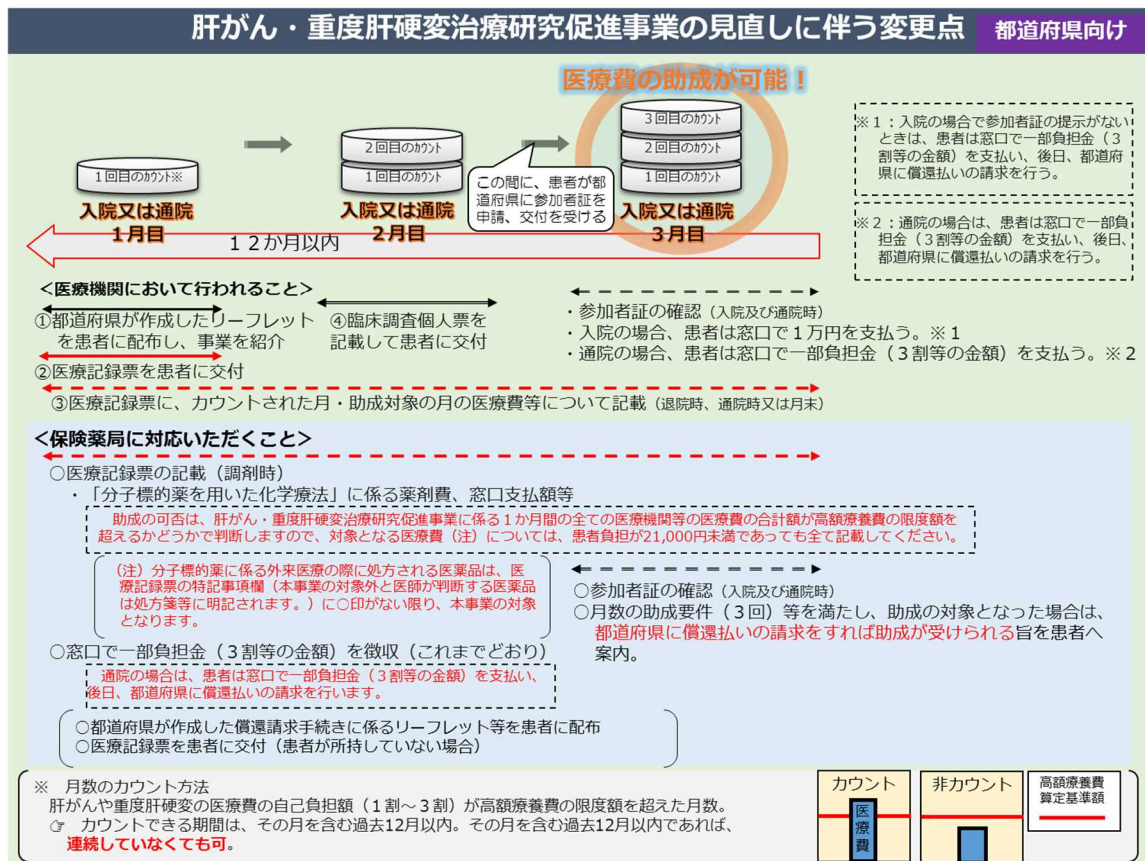 肝がん・重度肝硬変治療研究促進事業の見直しに伴う変更点
都道府県向け
医療費の助成が可能！
1回目のカウント※
入院又は通院
1月目
2回目のカウント
1回目のカウント
入院又は通院
2月目
この間に、患者が都
道府県に参加者証を
申請、交付を受ける
3回目のカウント
2回目のカウント
1回目のカウント
入院又は通院
3月目
１２か月以内
※１：入院の場合で参加者証の提示がない
ときは、患者は窓口で一部負担金（３
割等の金額）を支払い、後日、都道府
県に償還払いの請求を行う。
※２：通院の場合は、患者は窓口で一部負
担金（３割等の金額）を支払い、後日、
都道府県に償還払いの請求を行う。
＜医療機関において行われること＞
①都道府県が作成したリーフレット
を患者に配布し、事業を紹介
②医療記録票を患者に交付
④臨床調査個人票を
記載して患者に交付
・参加者証の確認（入院及び通院時）
・入院の場合、患者は窓口で１万円を支払う。※１
・通院の場合、患者は窓口で一部負担金（３割等の金額）を支払う。※２
③医療記録票に、カウントされた月・助成対象の月の医療費等について記載（退院時、通院時又は月末）
＜保険薬局に対応いただくこと＞
○医療記録票の記載（調剤時）
・「分子標的薬を用いた化学療法」に係る薬剤費、窓口支払額等
助成の可否は、肝がん・重度肝硬変治療研究促進事業に係る１か月間の全ての医療機関等の医療費の合計額が高額療養費の限度額を
超えるかどうかで判断しますので、対象となる医療費（注）については、患者負担が21,000円未満であっても全て記載してください。
（注）分子標的薬に係る外来医療の際に処方される医薬品は、医
療記録票の特記事項欄（本事業の対象外と医師が判断する医薬品
は処方箋等に明記されます。）に○印がない限り、本事業の対象
となります。
○窓口で一部負担金（３割等の金額）を徴収（これまでどおり）
通院の場合は、患者は窓口で一部負担金（３割等の金額）を支払い、
後日、都道府県に償還払いの請求を行います。
○参加者証の確認（入院及び通院時）
○月数の助成要件（３回）等を満たし、助成の対象となった場合は、
都道府県に償還払いの請求をすれば助成が受けられる旨を患者へ
案内。
○都道府県が作成した償還請求手続きに係るリーフレット等を患者に配布
○医療記録票を患者に交付（患者が所持していない場合）
※　月数のカウント方法
肝がんや重度肝硬変の医療費の自己負担額（１割～３割）が高額療養費の限度額を超えた月数。
☞　カウントできる期間は、その月を含む過去12月以内。その月を含む過去12月以内であれば、
連続していなくても可。
カウント
医療費
非カウント
高額療養費
算定基準額